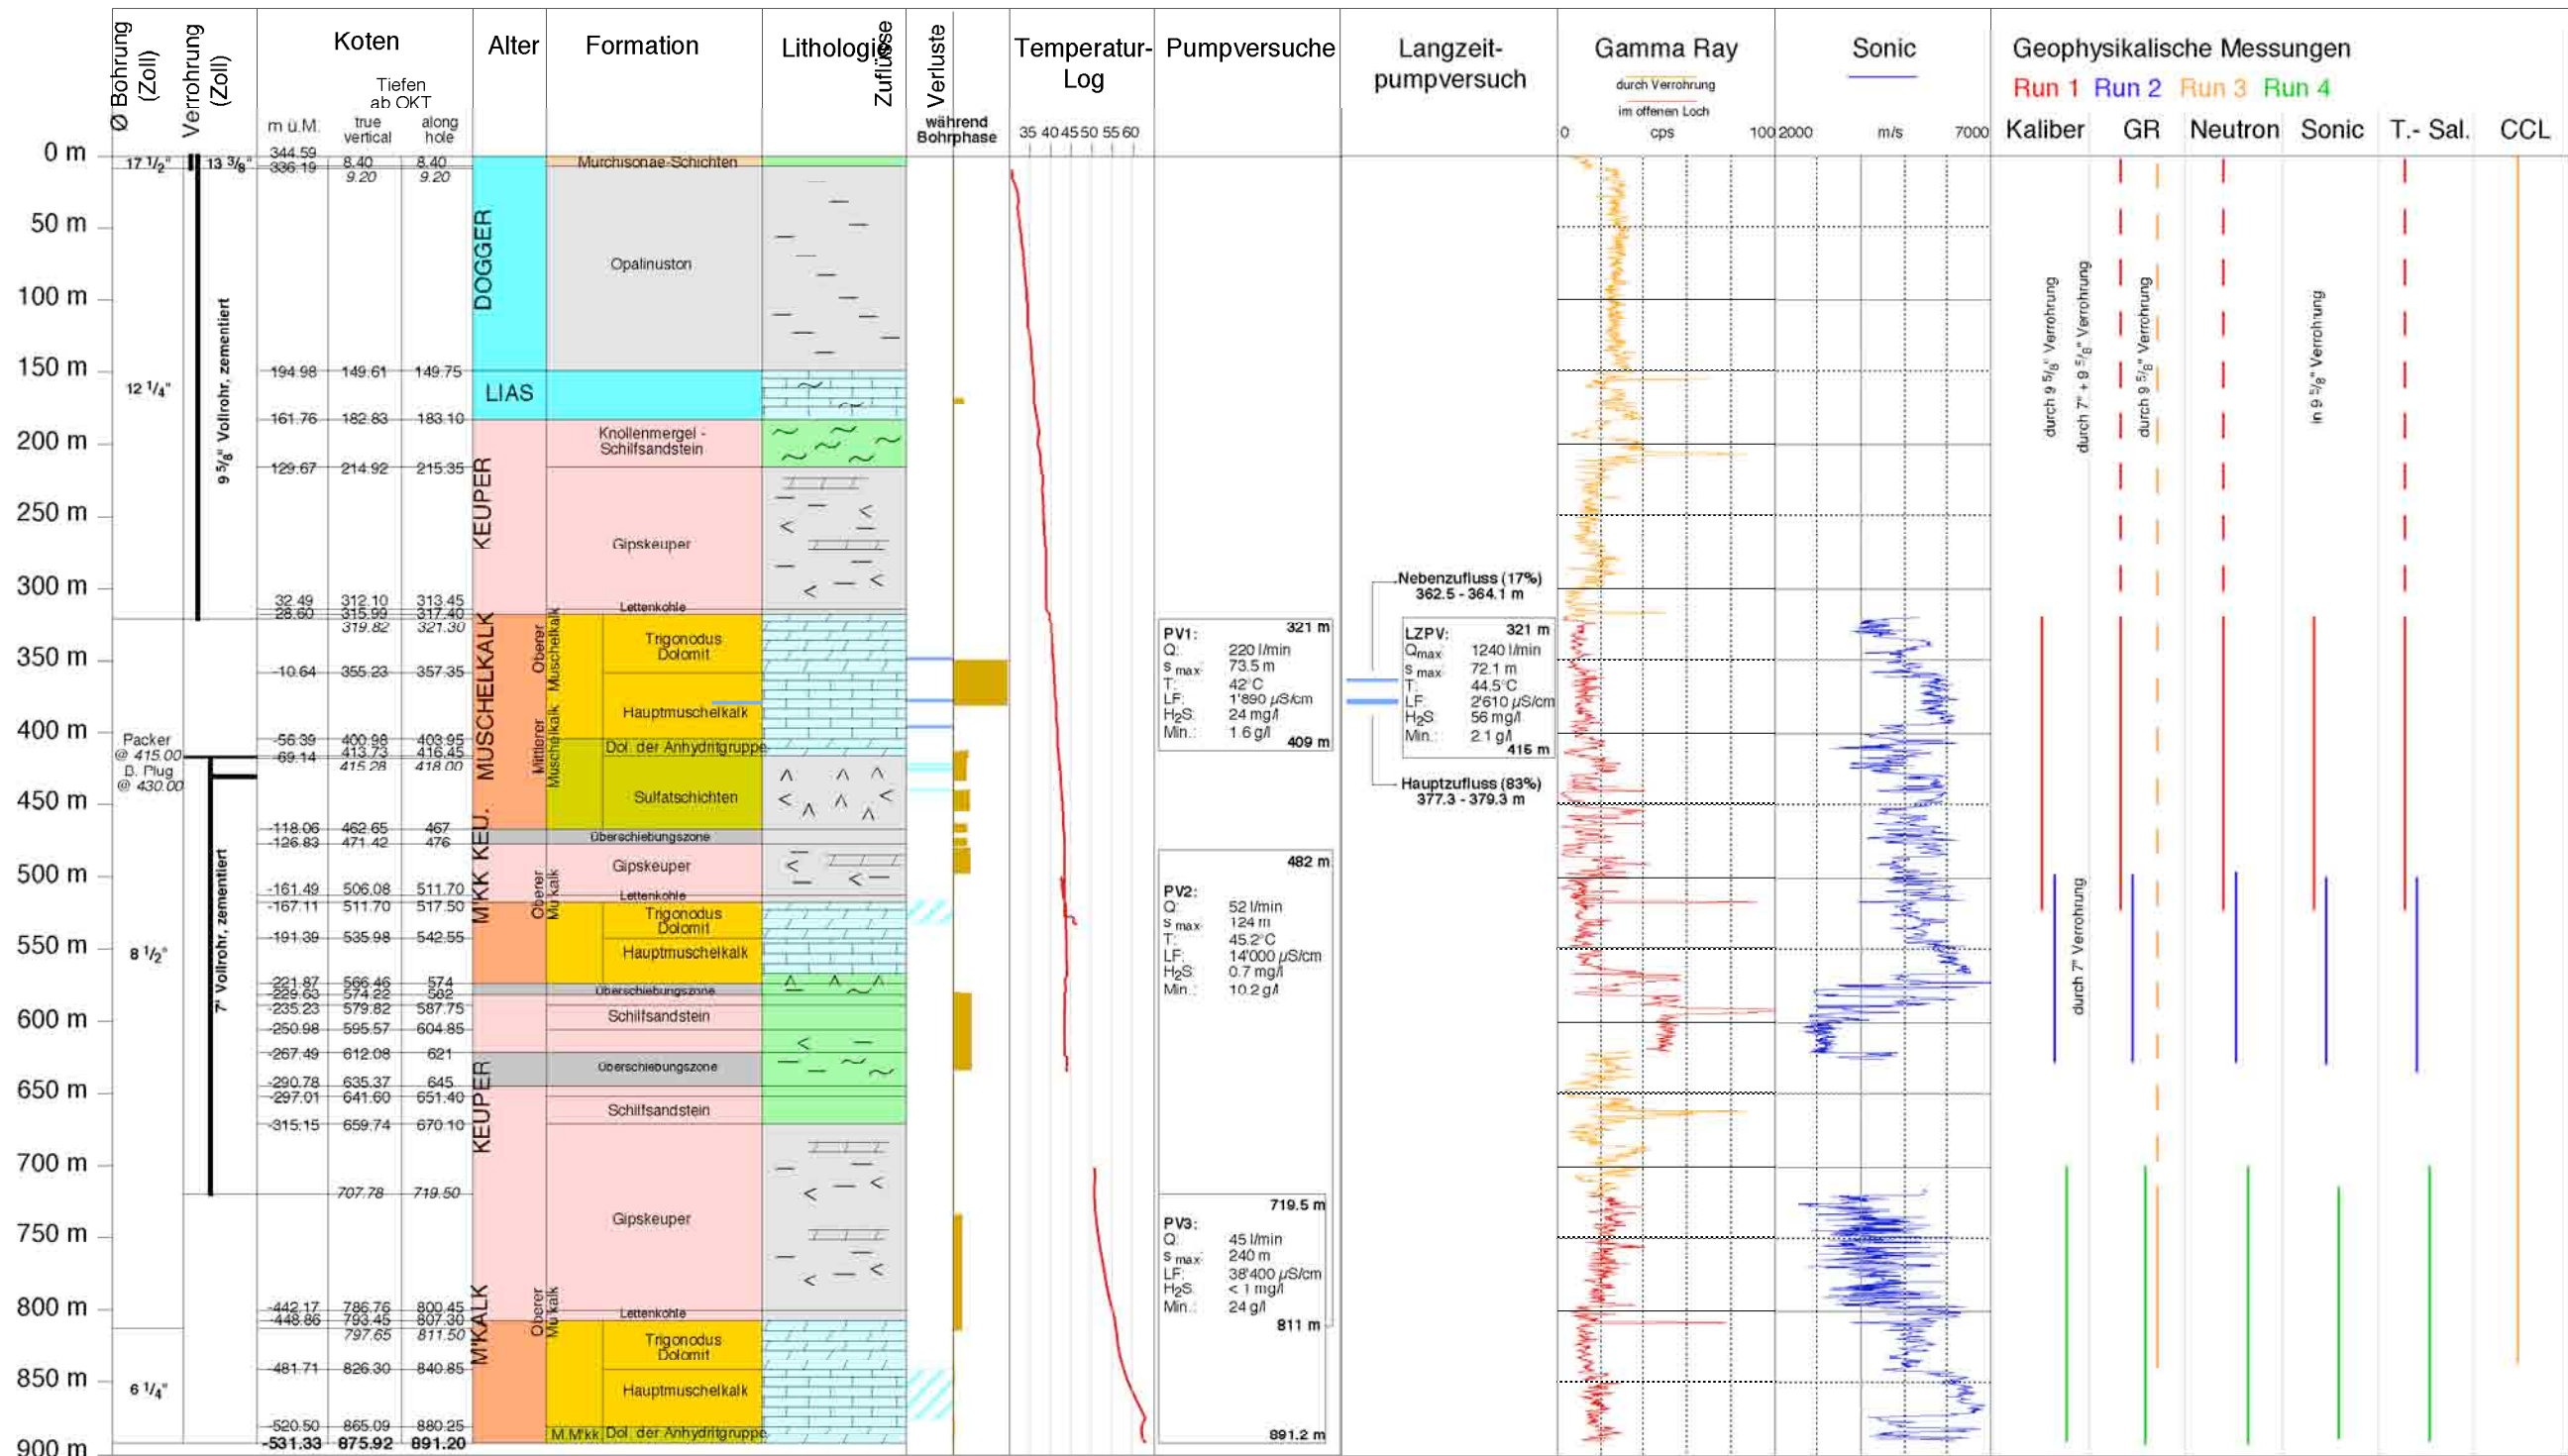 Ø Bohrung (Zoll)
Verrohrung (Zoll)
Koten
Tiefen
ab OKT
m ü.M.
true
vertical
along
hole
Alter
Formation
Lithologie
Zuflüsse
Verluste
während
Bohrphase
Temperatur-
Log
35 40 45 50 55 60
Pumpversuche
Langzeit-
pumpversuch
Gamma Ray
durch Verrohrung
im offenen Loch
0 cps 100
Sonic
2000 m/s 7000
Geophysikalische Messungen
Run 1 Run 2 Run 3 Run 4
Kaliber GR Neutron Sonic T.- Sal. CCL
0 m
50 m
100 m
150 m
200 m
250 m
300 m
350 m
400 m
450 m
500 m
550 m
600 m
650 m
700 m
750 m
800 m
850 m
900 m
17 1/2"
12 1/4"
8 1/2"
6 1/4"
13 3/8"
9 5/8" Vollrohr, zementiert
Packer
@ 415.00
B. Plug
@ 430.00
7" Vollrohr, zementiert
344.59
336.19 8.40 8.40
9.20 9.20
194.98 149.61 149.75
161.76 182.83 183.10
129.67 214.92 215.35
32.49 312.10 313.45
28.60 315.99 317.40
319.82 321.30
-10.64 355.23 357.35
-56.39 400.98 403.95
-69.14 413.73 416.45
415.28 418.00
-118.06 462.65 467
-126.83 471.42 476
-161.49 506.08 511.70
-167.11 511.70 517.50
-191.39 535.98 542.55
-221.87 566.46 574
-229.63 574.22 582
-235.23 579.82 587.75
-250.98 595.57 604.85
-267.49 612.08 621
-290.78 635.37 645
-297.01 641.60 651.40
-315.15 659.74 670.10
707.78 719.50
-442.17 786.76 800.45
-448.86 793.45 807.30
797.65 811.50
-481.71 826.30 840.85
-520.50 865.09 880.25
-531.33 875.92 891.20
DOGGER
LIAS
KEUPER
MUSCHELKALK
KEU.
M'KK
KEUPER
M'KALK
Murchisonae-Schichten
Opalinuston
Knollenmergel -
Schilfsandstein
Gipskeuper
Lettenkohle
Oberer
Muschelkalk
Trigonodus
Dolomit
Hauptmuschelkalk
Mittlerer
Muschelkalk
Dol. der Anhydritgruppe
Sulfatschichten
Überschiebungszone
Gipskeuper
Lettenkohle
Oberer
Mu'kalk
Trigonodus
Dolomit
Hauptmuschelkalk
Überschiebungszone
Schilfsandstein
Überschiebungszone
Schilfsandstein
Gipskeuper
Lettenkohle
Oberer
Mu'kalk
Trigonodus
Dolomit
Hauptmuschelkalk
M.M'kk Dol. der Anhydritgruppe
321 m
PV1:
Q: 220 l/min
s max: 73.5 m
T: 42°C
LF: 1'890 µS/cm
H2S: 24 mg/l
Min.: 1.6 g/l
409 m
482 m
PV2:
Q: 52 l/min
s max: 124 m
T: 45.2°C
LF: 14'000 µS/cm
H2S: 0.7 mg/l
Min.: 10.2 g/l
719.5 m
PV3:
Q: 45 l/min
s max: 240 m
LF: 38'400 µS/cm
H2S: < 1 mg/l
Min.: 24 g/l
811 m
891.2 m
Nebenzufluss (17%)
362.5 - 364.1 m
LZPV: 321 m
Qmax: 1240 l/min
s max: 72.1 m
T: 44.5°C
LF: 2'610 µS/cm
H2S: 56 mg/l
Min.: 2.1 g/l
415 m
Hauptzufluss (83%)
377.3 - 379.3 m
durch 9 5/8" Verrohrung
durch 7" + 9 5/8" Verrohrung
durch 9 5/8" Verrohrung
in 9 5/8" Verrohrung
durch 7" Verrohrung